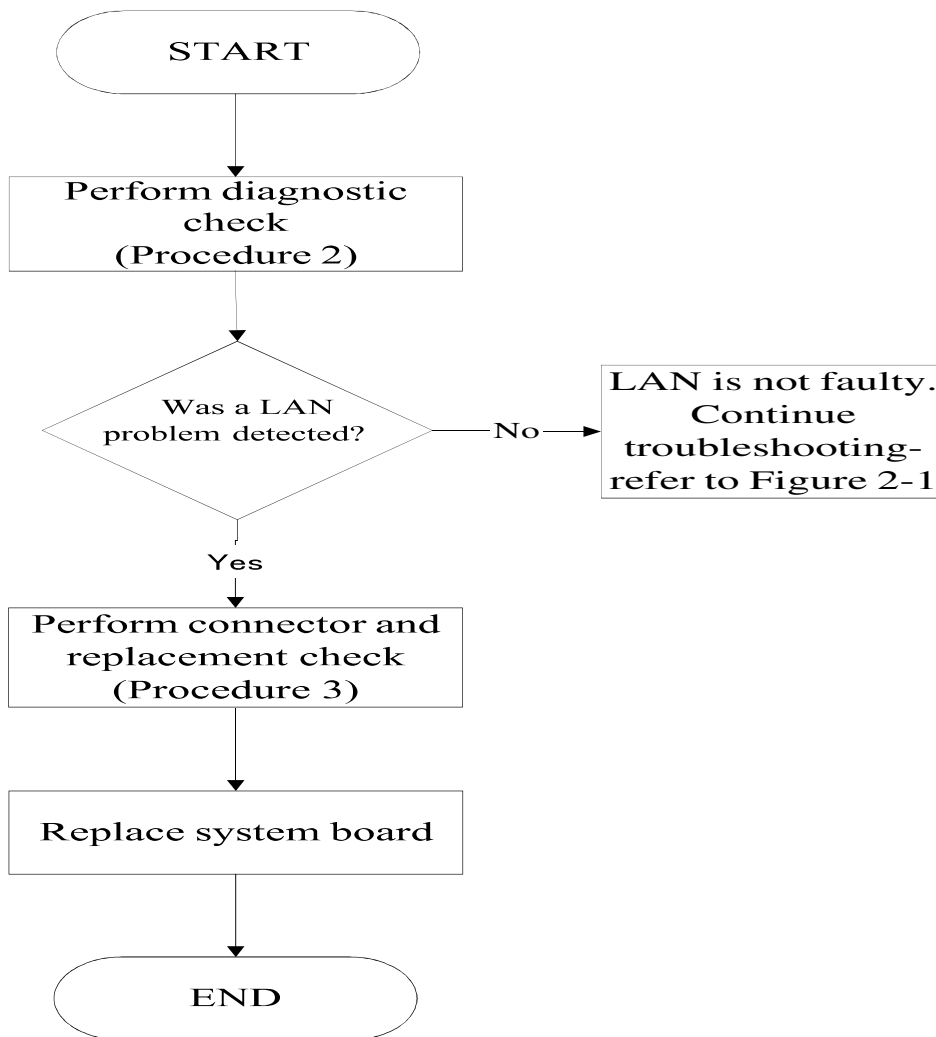 START
Perform diagnostic
check
(Procedure 2)
Was a LAN
problem detected?
No
LAN is not faulty.
Continue
troubleshooting-
refer to Figure 2-1
Yes
Perform connector and
replacement check
(Procedure 3)
Replace system board
END